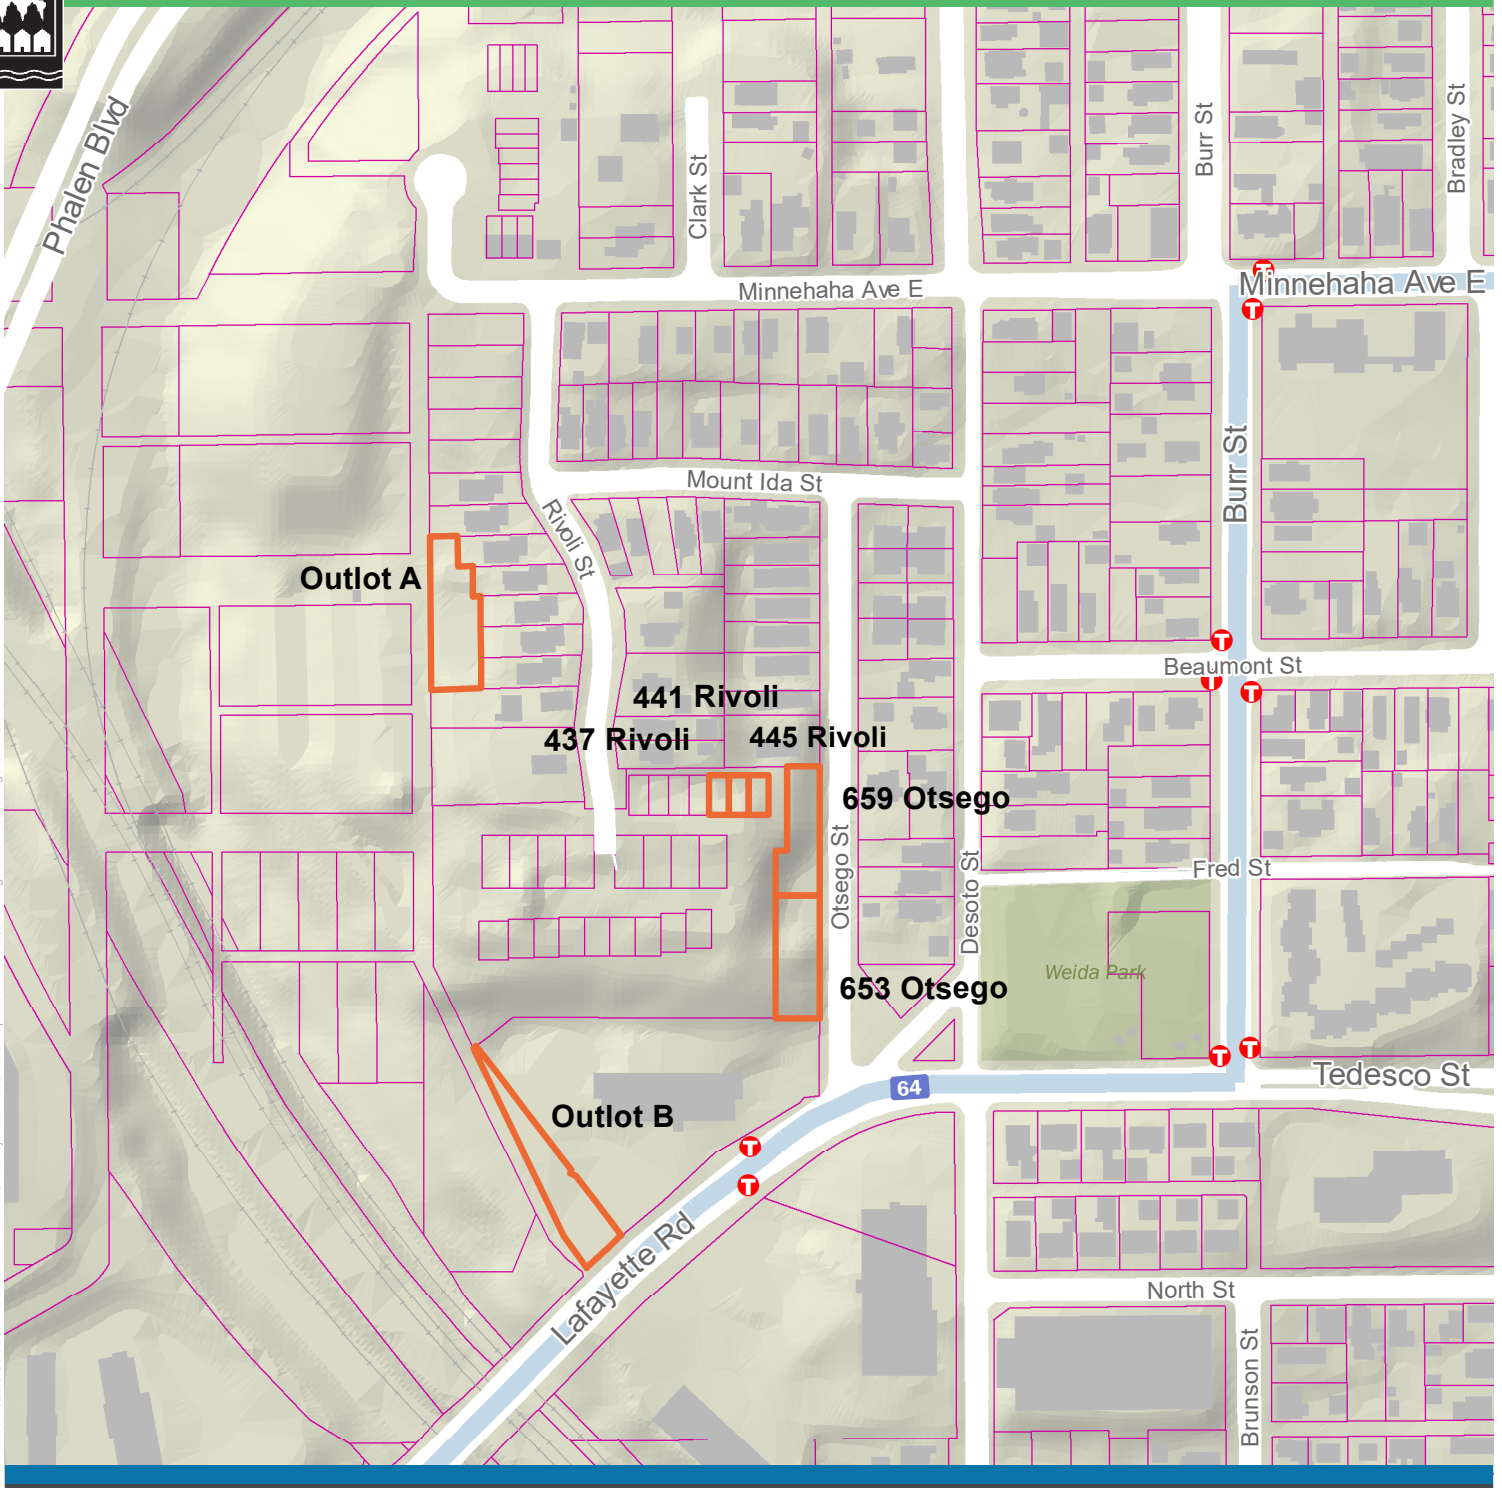 Phalen Blvd
Clark St
Burr St
Bradley St
Minnehaha Ave E
Minnehaha Ave E
T
T
Mount Ida St
Burr St
Rivoli St
Outlot A
T
Beaumont St
T
T
441 Rivoli
437 Rivoli
445 Rivoli
659 Otsego
Otsego St
Desoto St
Fred St
Weida Park
653 Otsego
T
T
Tedesco St
64
Outlot B
T
T
Lafayette Rd
North St
Brunson St